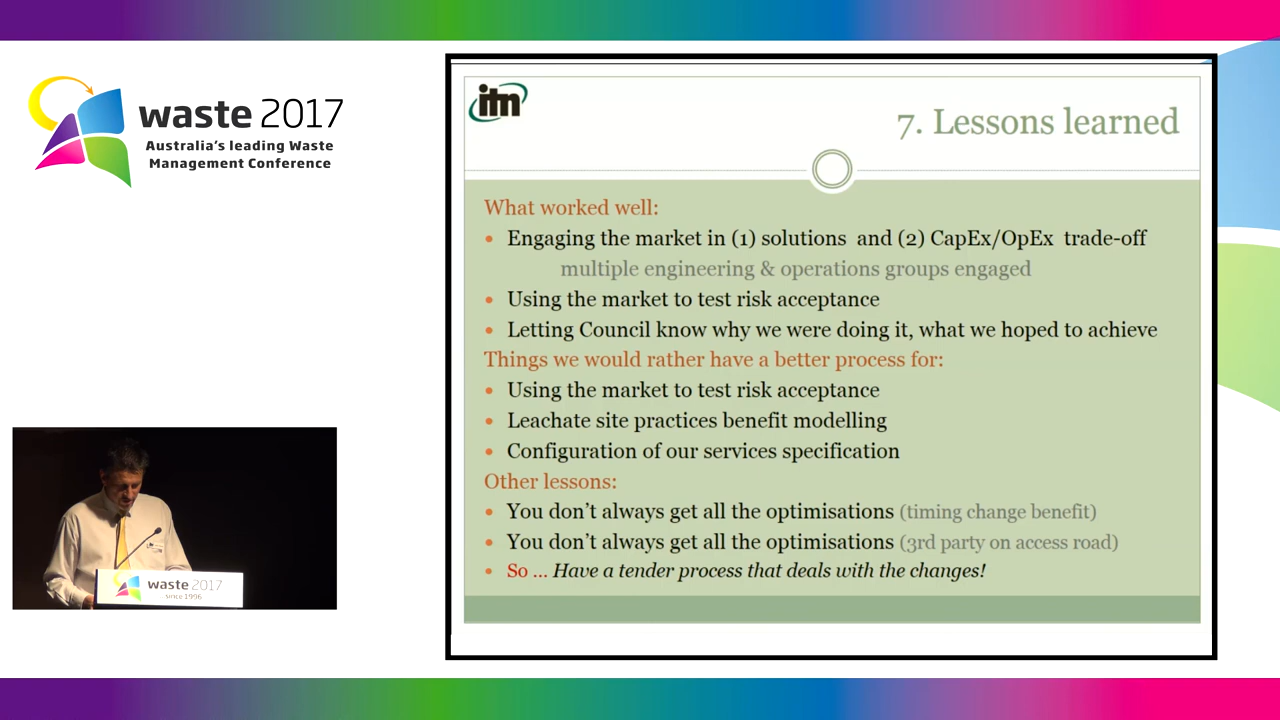 waste 2017
Australia's leading Waste
Management Conference
itm
7. Lessons learned
What worked well:
• Engaging the market in (1) solutions and (2) CapEx/OpEx trade-off
multiple engineering & operations groups engaged
• Using the market to test risk acceptance
• Letting Council know why we were doing it, what we hoped to achieve
Things we would rather have a better process for:
• Using the market to test risk acceptance
• Leachate site practices benefit modelling
• Configuration of our services specification
Other lessons:
• You don't always get all the optimisations (timing change benefit)
• You don't always get all the optimisations (3rd party on access road)
• So ... Have a tender process that deals with the changes!
waste 2017
since 1996